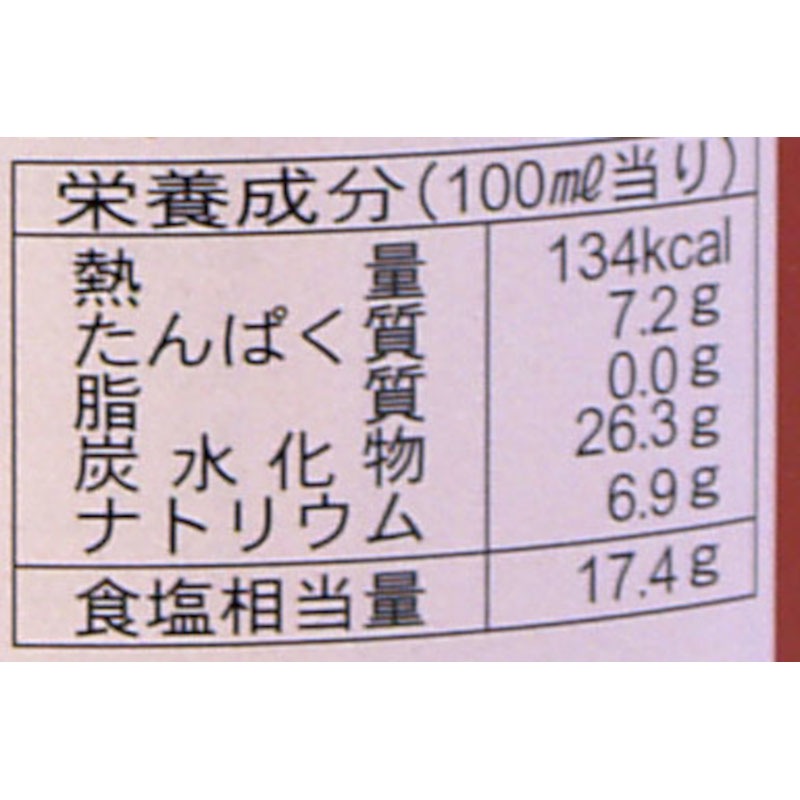 栄養成分(100㎖当り)
熱量 134kcal
たんぱく質 7.2g
脂質 0.0g
炭水化物 26.3g
ナトリウム 6.9g
食塩相当量 17.4g